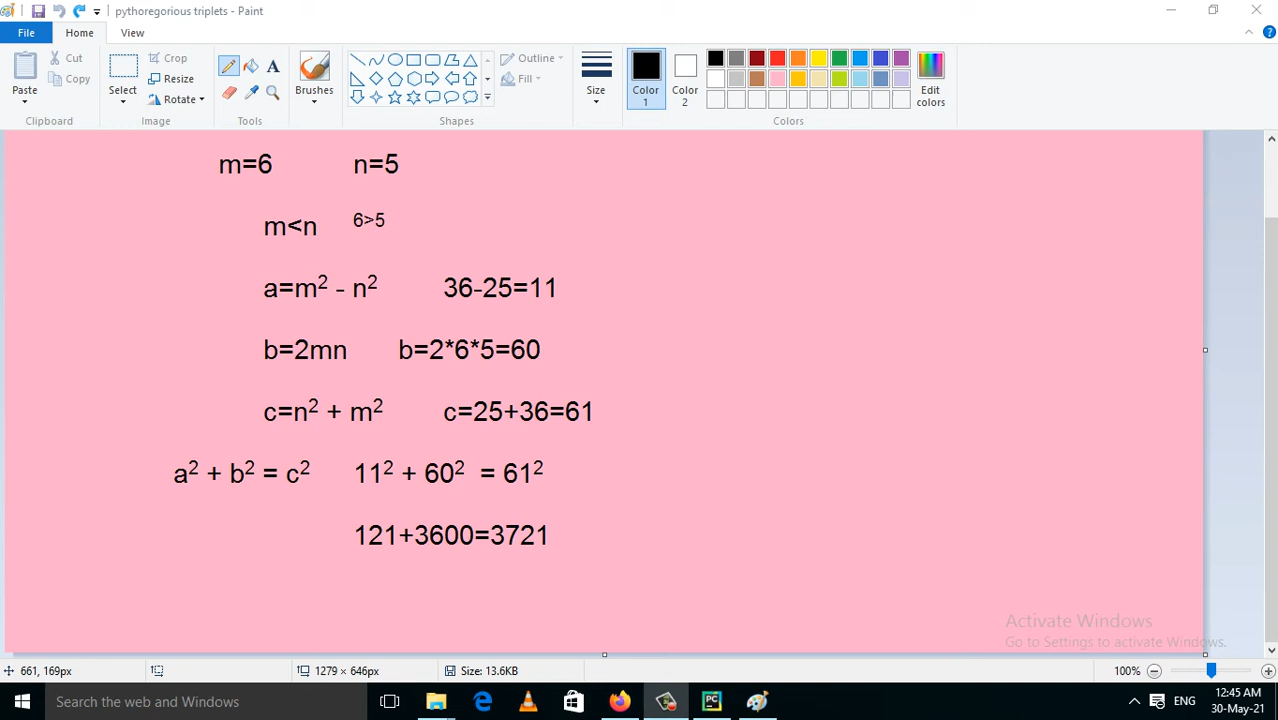 pythoregorious triplets - Paint
File Home View
Paste
Cut
Copy
Clipboard
Select
Crop
Resize
Rotate
Image
A
Tools
Brushes
Outline
Fill
Shapes
Size
Color 1
Color 2
Edit colors
Colors
m=6 n=5
m<n 6>5
a=m² - n² 36-25=11
b=2mn b=2*6*5=60
c=n² + m² c=25+36=61
a² + b² = c² 11² + 60² = 61²
121+3600=3721
Activate Windows
Go to Settings to activate Windows.
661, 169px 1279 × 646px Size: 13.6KB 100%
Search the web and Windows PC ENG 12:45 AM
30-May-21